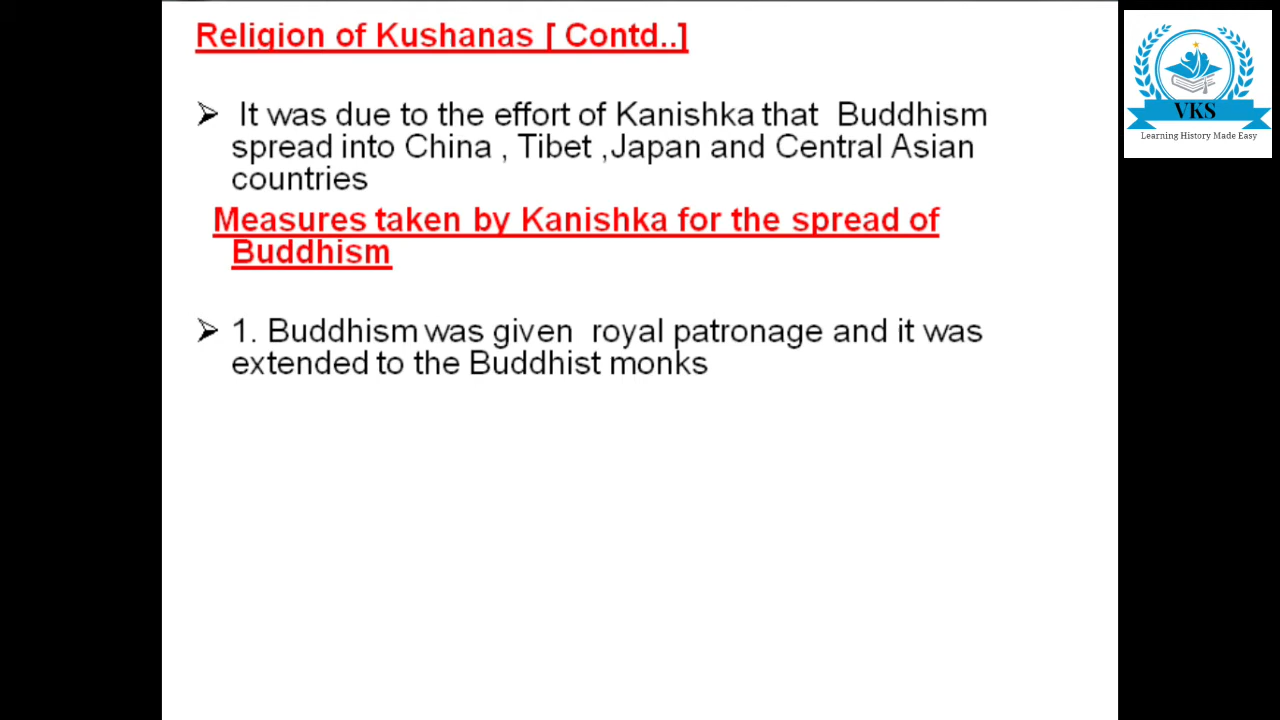 Religion of Kushanas [ Contd..]
➢ It was due to the effort of Kanishka that Buddhism
spread into China , Tibet ,Japan and Central Asian
countries
Measures taken by Kanishka for the spread of
Buddhism
➢ 1. Buddhism was given royal patronage and it was
extended to the Buddhist monks
VKS
Learning History Made Easy